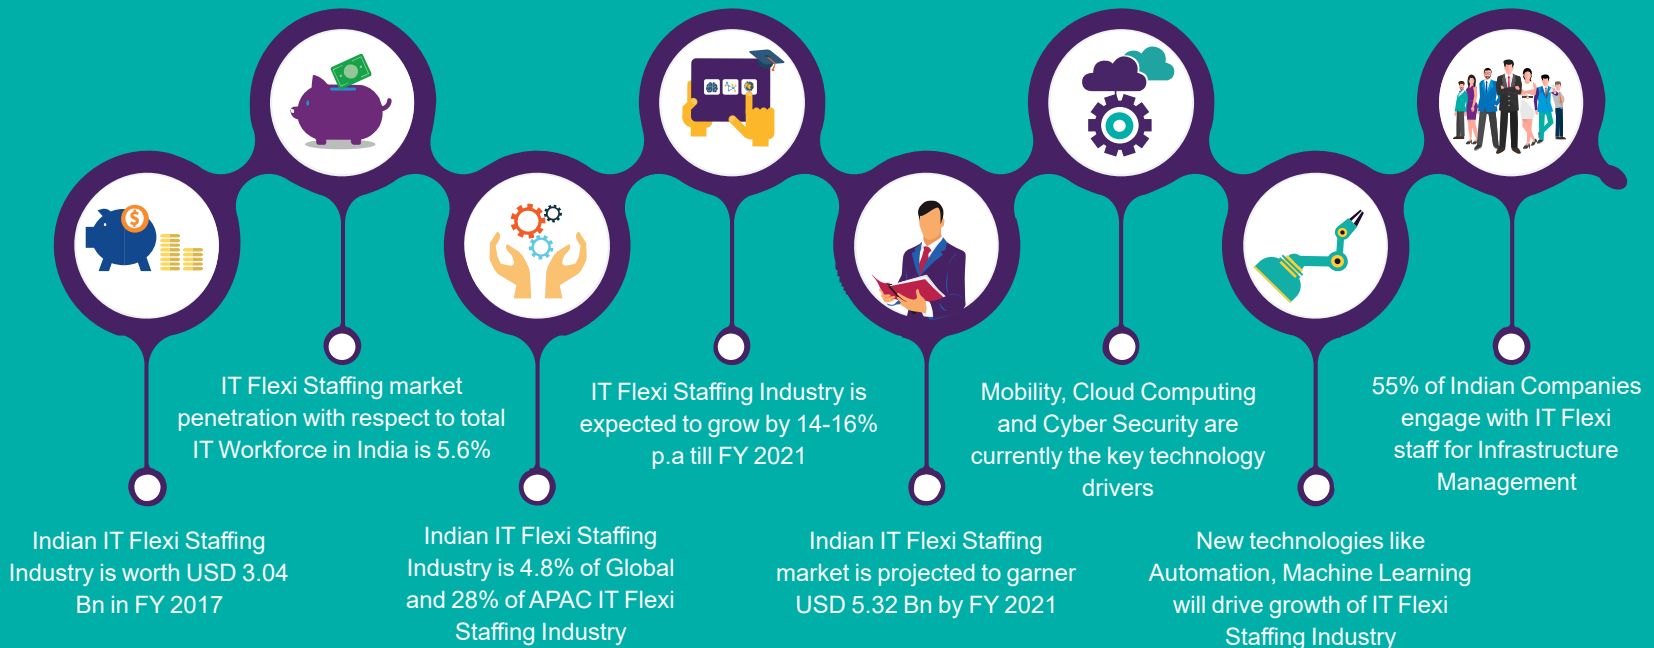 Indian IT Flexi Staffing
Industry is worth USD 3.04
Bn in FY 2017
IT Flexi Staffing market
penetration with respect to total
IT Workforce in India is 5.6%
Indian IT Flexi Staffing
Industry is 4.8% of Global
and 28% of APAC IT Flexi
Staffing Industry
IT Flexi Staffing Industry is
expected to grow by 14-16%
p.a till FY 2021
Indian IT Flexi Staffing
market is projected to garner
USD 5.32 Bn by FY 2021
Mobility, Cloud Computing
and Cyber Security are
currently the key technology
drivers
New technologies like
Automation, Machine Learning
will drive growth of IT Flexi
Staffing Industry
55% of Indian Companies
engage with IT Flexi
staff for Infrastructure
Management